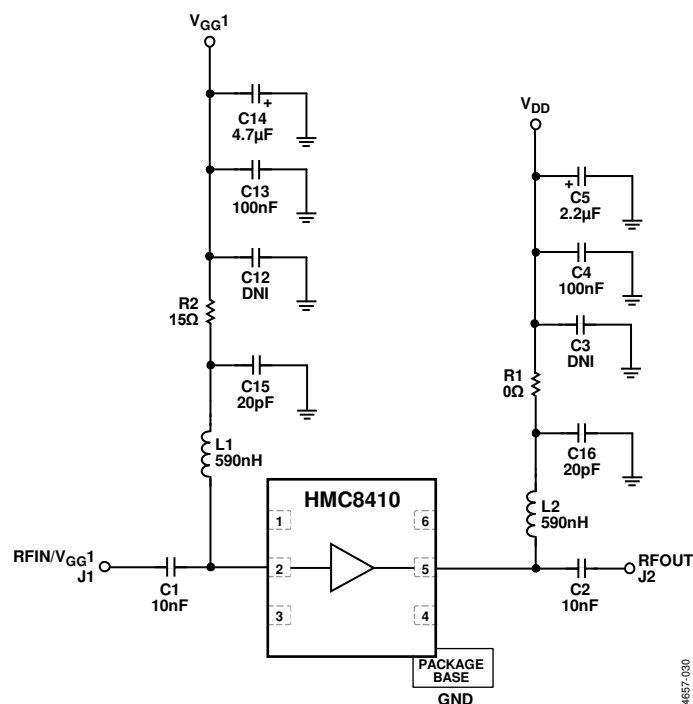 VGG1
C14
4.7µF
+
C13
100nF
C12
DNI
R2
15Ω
C15
20pF
L1
590nH
VDD
+
C5
2.2µF
C4
100nF
C3
DNI
R1
0Ω
C16
20pF
L2
590nH
HMC8410
1
2
3
6
5
4
RFIN/VGG1
J1
C1
10nF
RFOUT
J2
C2
10nF
PACKAGE
BASE
GND
4657-030